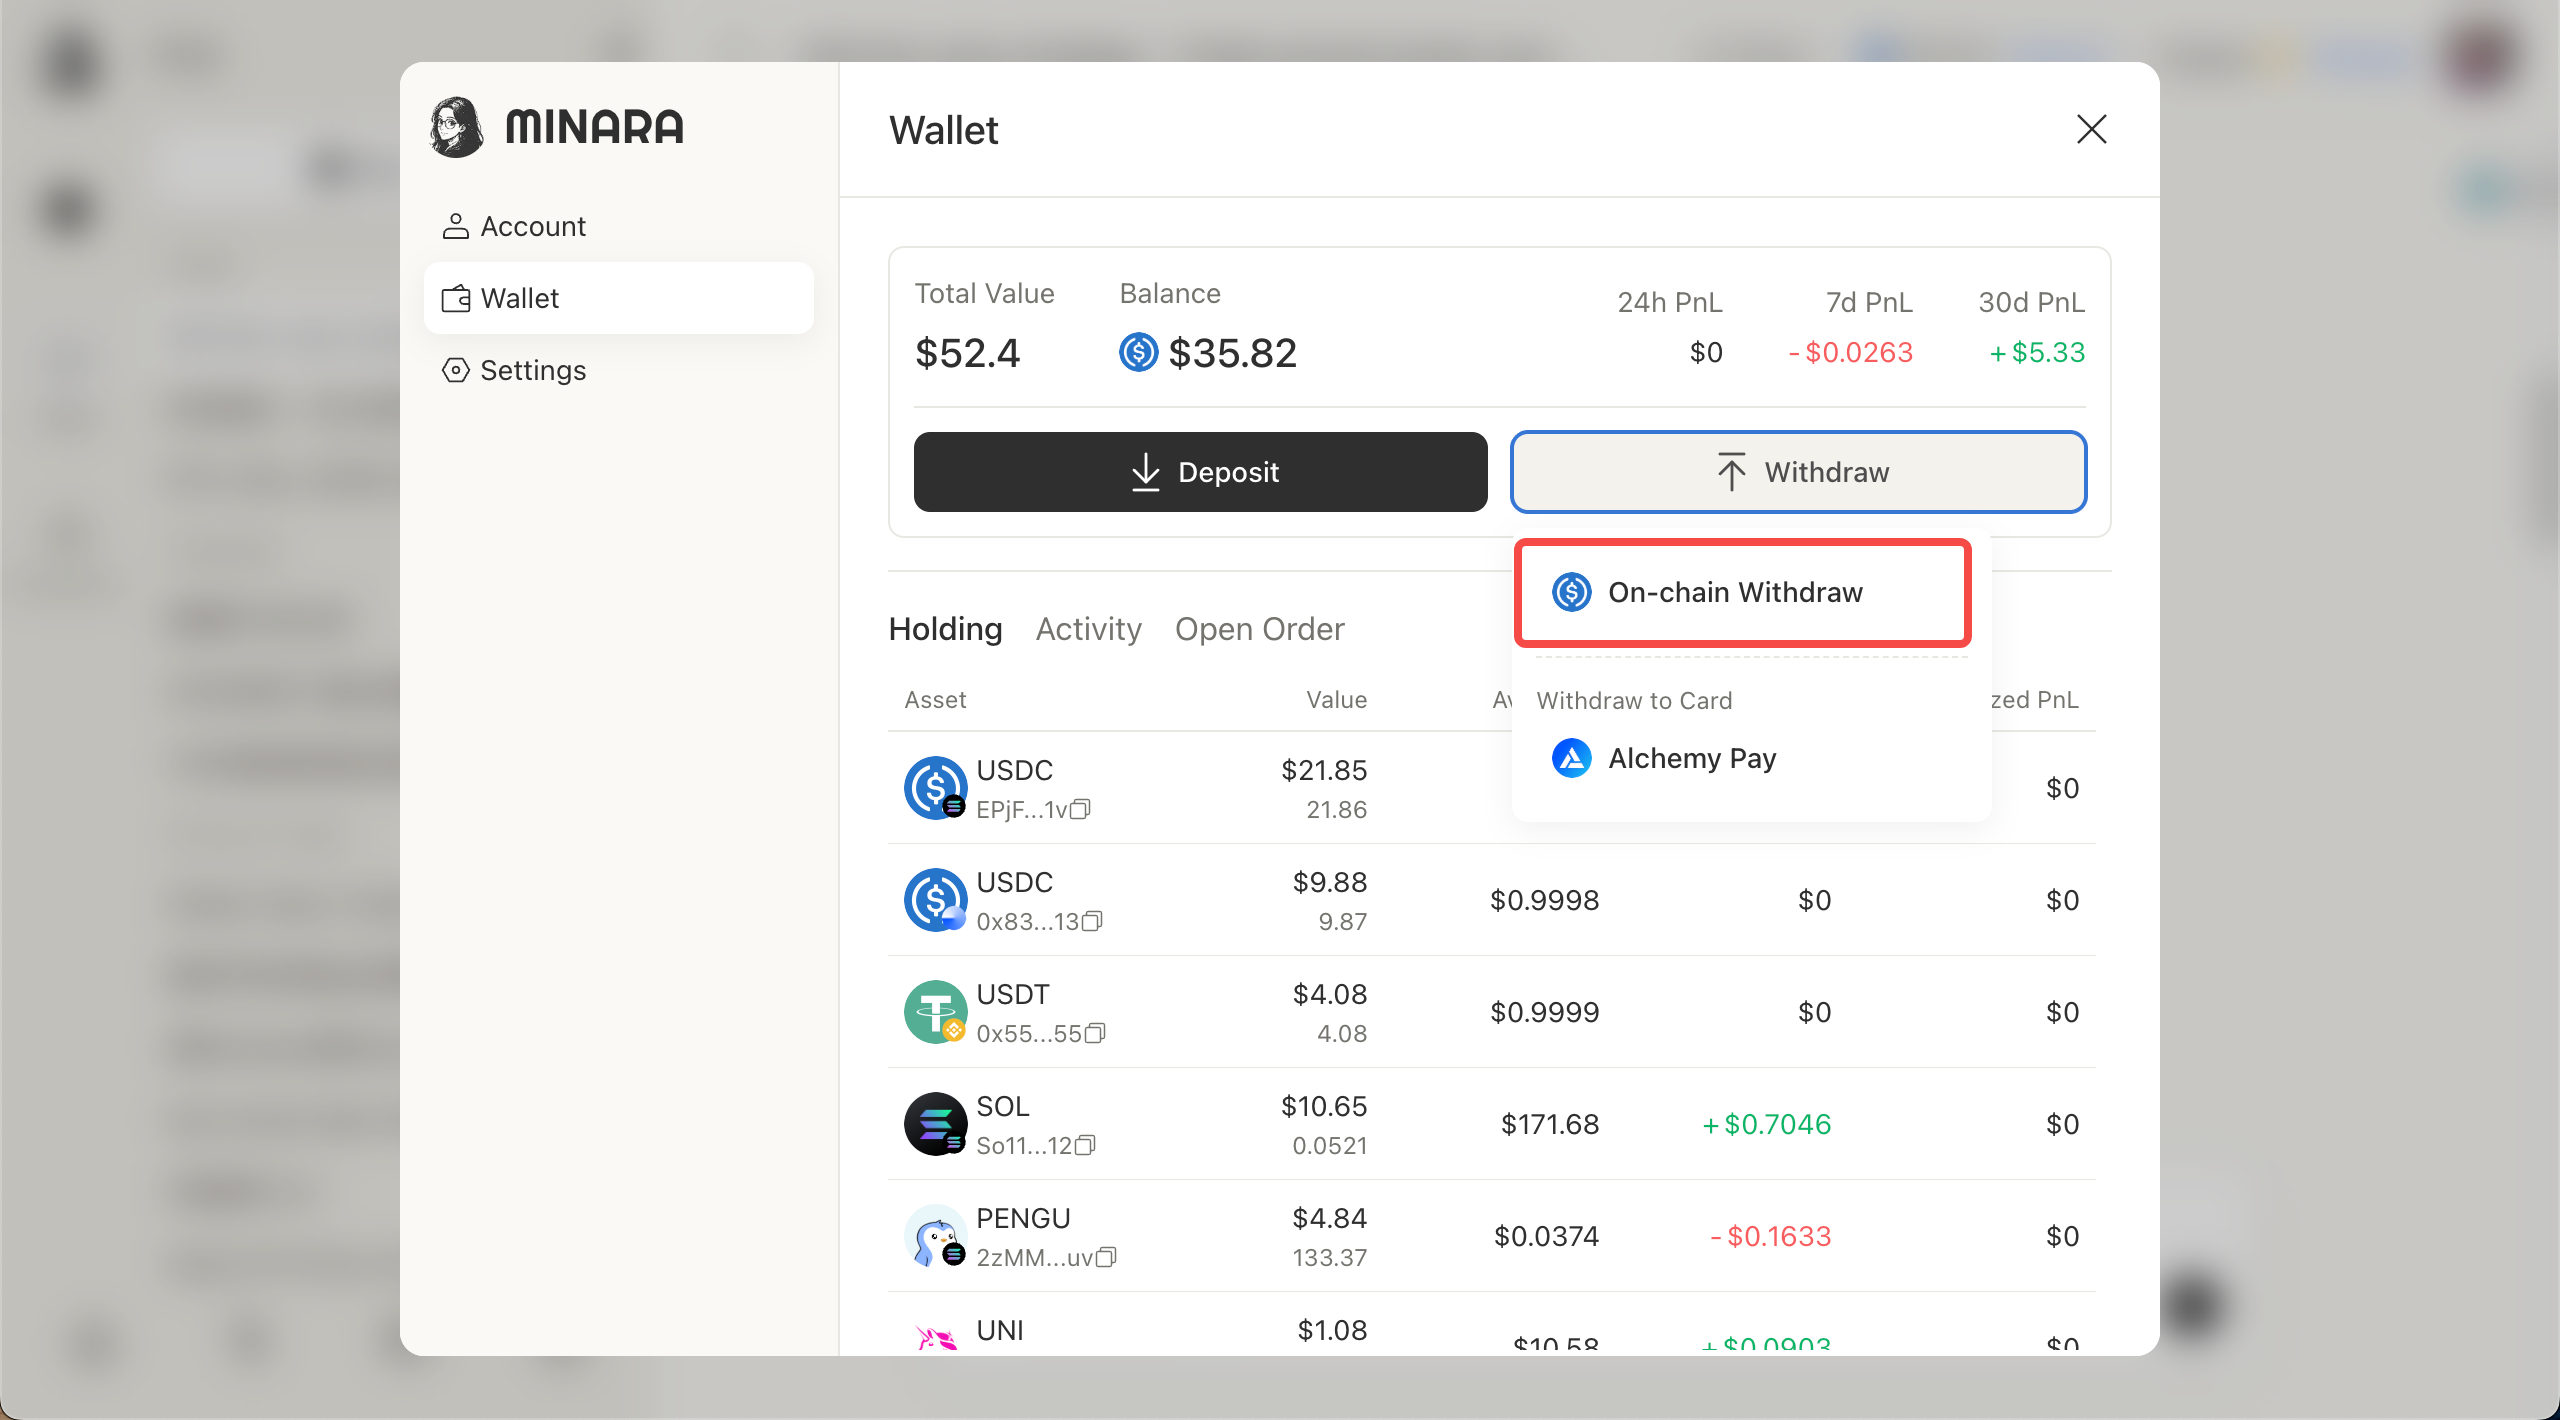 MINARA
Account
Wallet
Settings
Wallet
Total Value
Balance
24h PnL
7d PnL
30d PnL
$52.4
$35.82
$0
-$0.0263
+$5.33
Deposit
Withdraw
On-chain Withdraw
Withdraw to Card
Alchemy Pay
Holding
Activity
Open Order
Asset
Value
Av
zed PnL
USDC
$21.85
EPjF...1v
21.86
$0
USDC
$9.88
0x83...13
9.87
$0.9998
$0
$0
USDT
$4.08
0x55...55
4.08
$0.9999
$0
$0
SOL
$10.65
So11...12
0.0521
$171.68
+$0.7046
$0
PENGU
$4.84
2zMM...uv
133.37
$0.0374
-$0.1633
$0
UNI
$1.08
$10.58
+$0.0903
$0